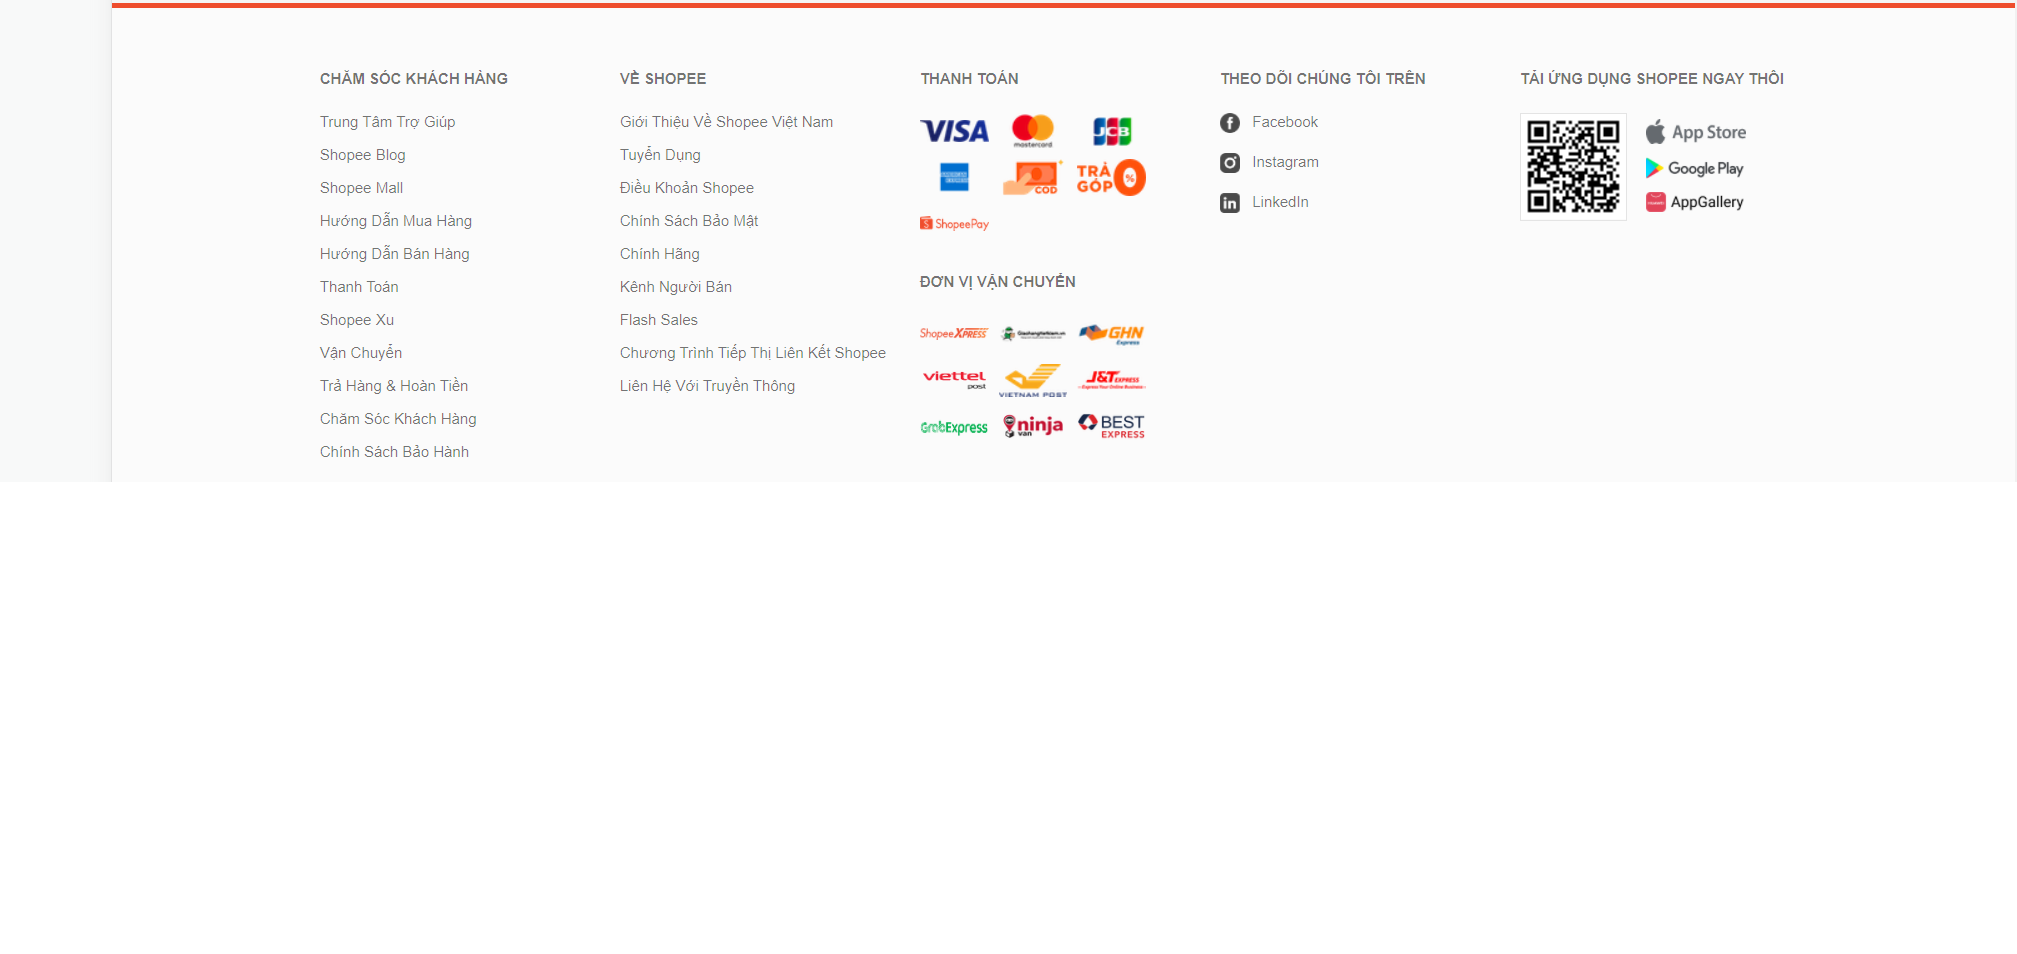 CHĂM SÓC KHÁCH HÀNG
Trung Tâm Trợ Giúp
Shopee Blog
Shopee Mall
Hướng Dẫn Mua Hàng
Hướng Dẫn Bán Hàng
Thanh Toán
Shopee Xu
Vận Chuyển
Trả Hàng & Hoàn Tiền
Chăm Sóc Khách Hàng
Chính Sách Bảo Hành
VỀ SHOPEE
Giới Thiệu Về Shopee Việt Nam
Tuyển Dụng
Điều Khoản Shopee
Chính Sách Bảo Mật
Chính Hãng
Kênh Người Bán
Flash Sales
Chương Trình Tiếp Thị Liên Kết Shopee
Liên Hệ Với Truyền Thông
THANH TOÁN
VISA
mastercard
JCB
AMERICAN EXPRESS
COD
TRẢ GÓP 0%
ShopeePay
ĐƠN VỊ VẬN CHUYỂN
Shopee XPRESS
GHN Express
viettel post
VIETNAM POST
J&T EXPRESS
GrabExpress
ninja van
BEST EXPRESS
THEO DÕI CHÚNG TÔI TRÊN
Facebook
Instagram
LinkedIn
TẢI ỨNG DỤNG SHOPEE NGAY THÔI
App Store
Google Play
AppGallery